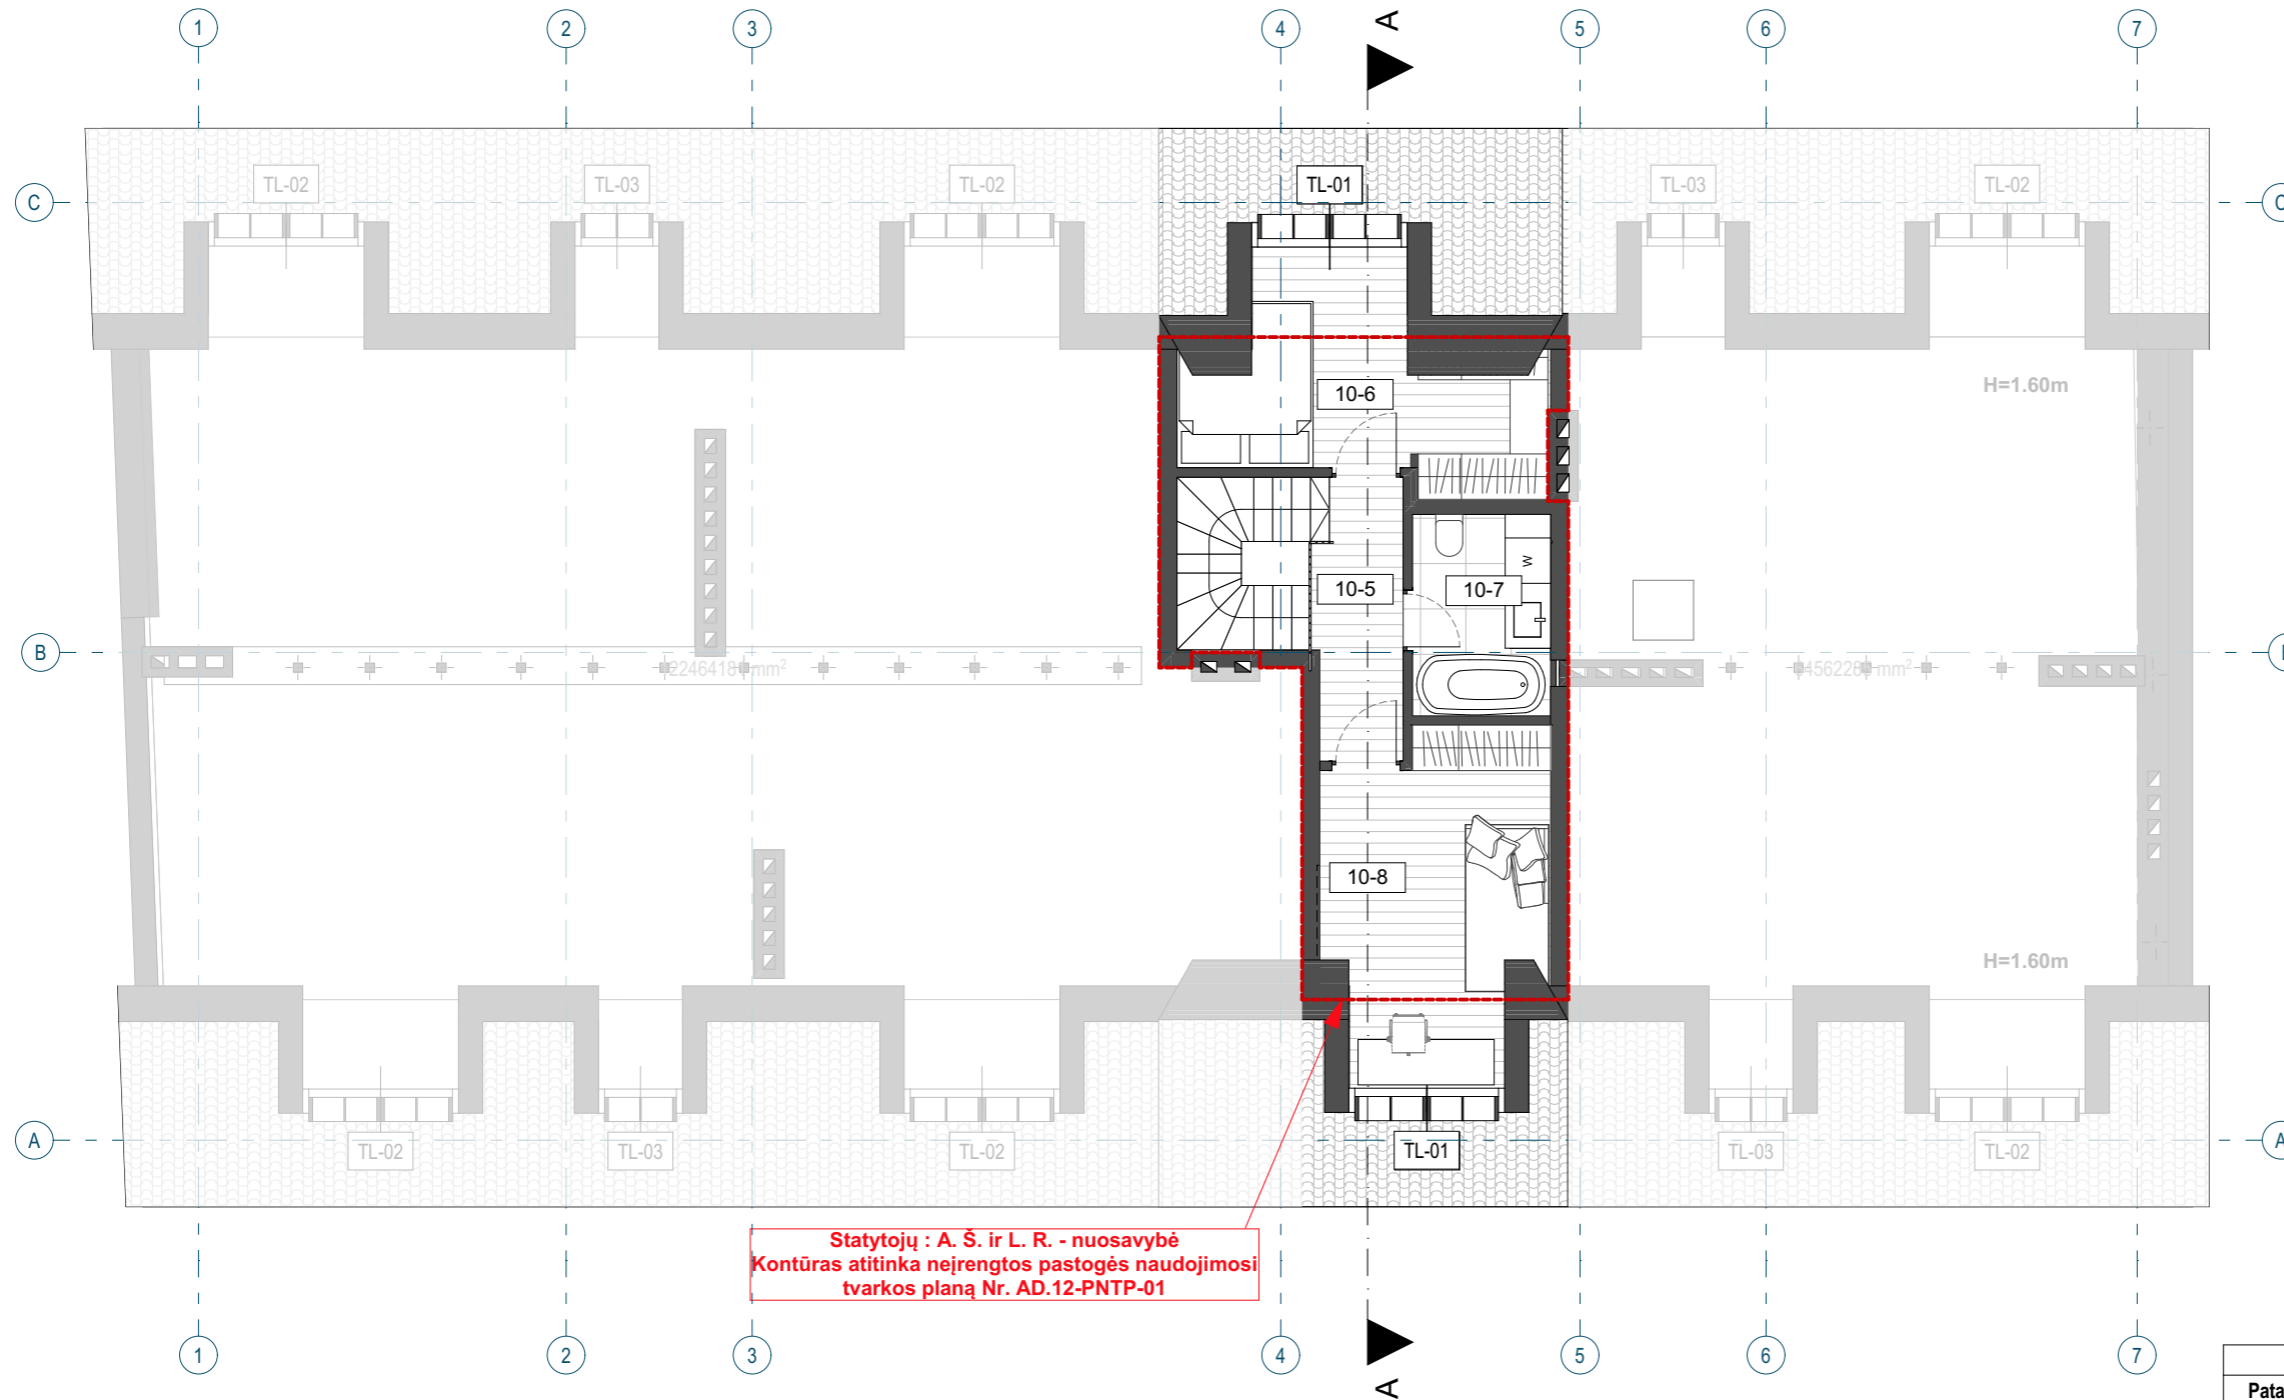 1 2 3 4 5 6 7
A
TL-02 TL-03 TL-02 TL-01 TL-03 TL-02
C
10-6
H=1.60m
W
10-5 10-7
B
10-8
H=1.60m
A A
TL-02 TL-03 TL-02 TL-01 TL-03 TL-02
Statytojų : A. Š. ir L. R. - nuosavybė
Kontūras atitinka neįrengtos pastogės naudojimosi
tvarkos planą Nr. AD.12-PNTP-01
1 2 3 4 5 6 7
A